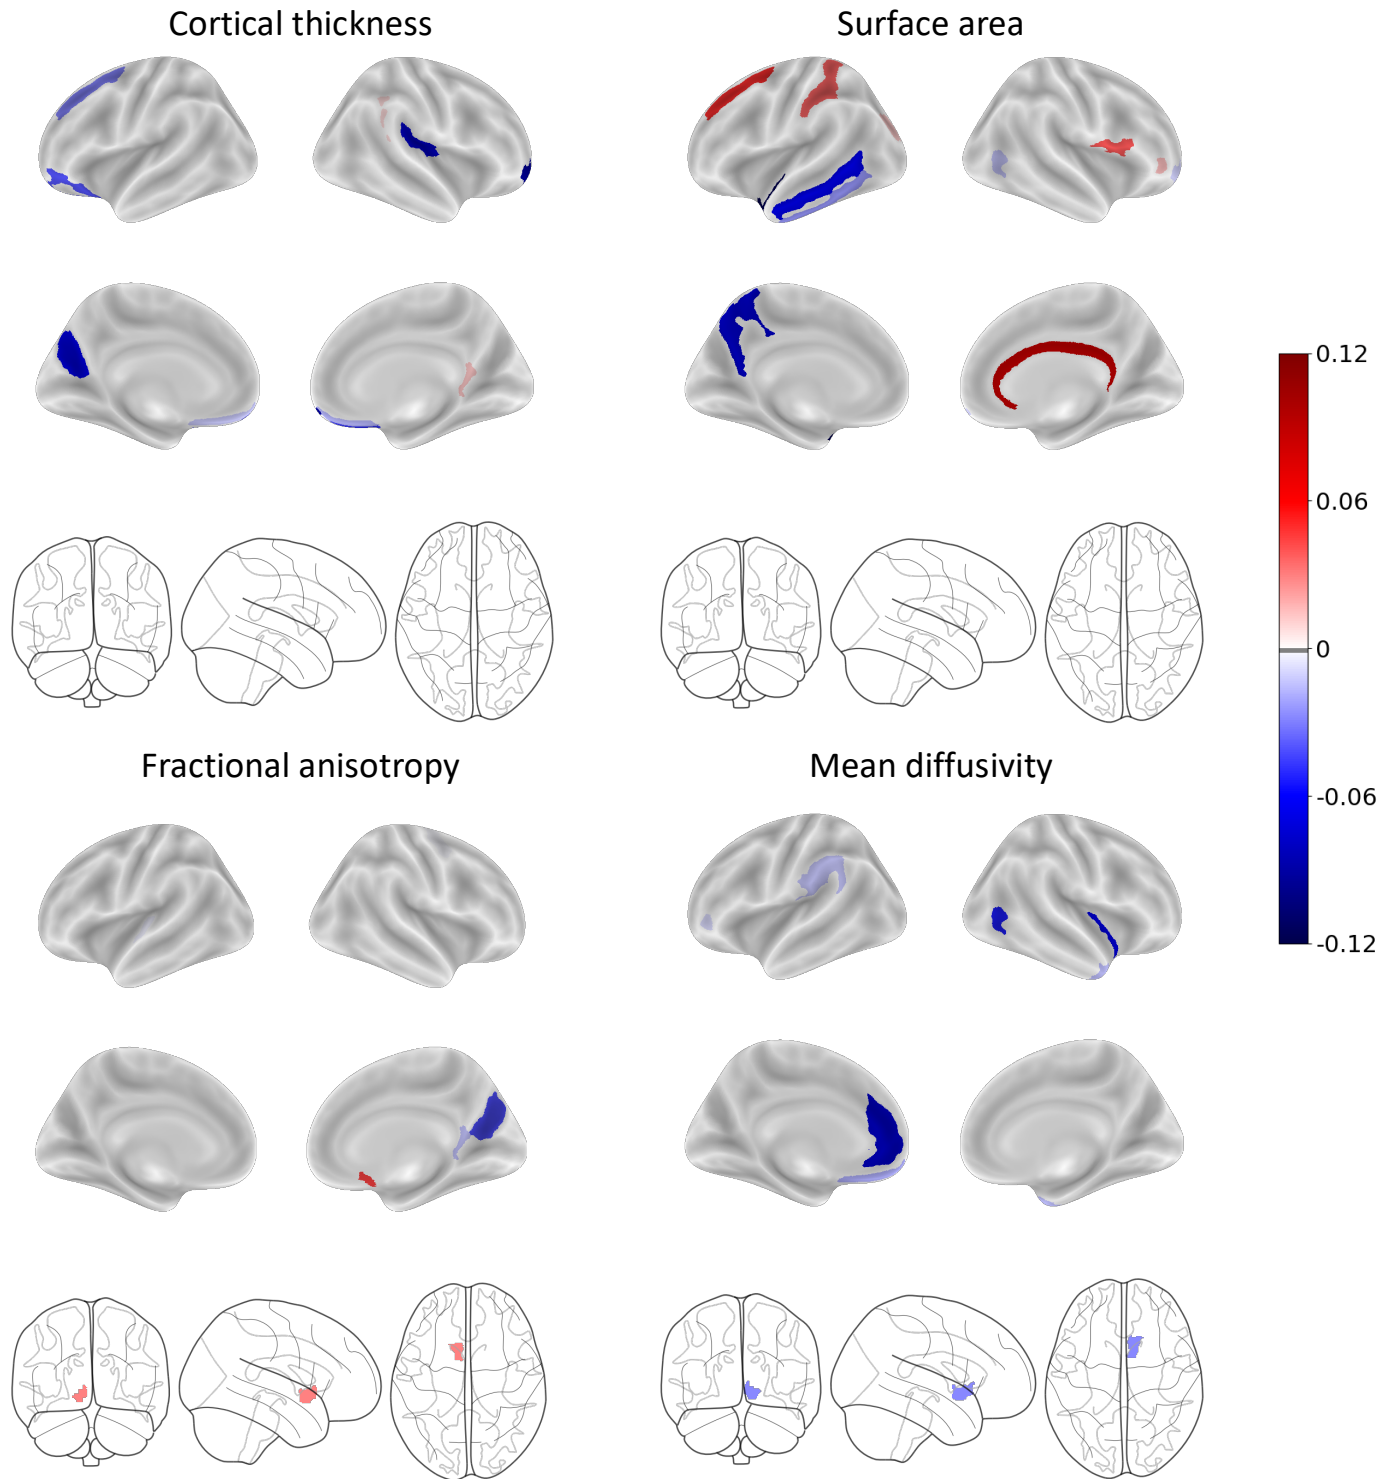 Cortical thickness
Surface area
0.12
0.06
0
-0.06
-0.12
Fractional anisotropy
Mean diffusivity